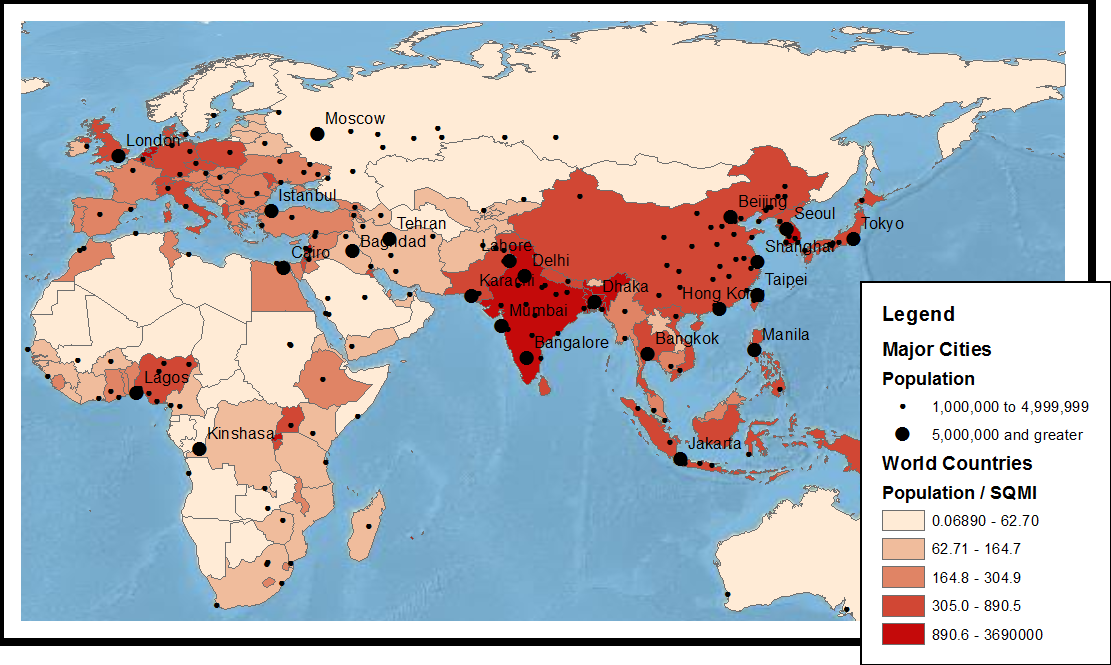 Moscow
London
Istanbul
Tehran
Baghdad
Cairo
Lahore
Delhi
Karachi
Dhaka
Mumbai
Bangalore
Beijing
Seoul
Tokyo
Shanghai
Taipei
Hong Kong
Bangkok
Manila
Lagos
Kinshasa
Jakarta
Legend
Major Cities
Population
1,000,000 to 4,999,999
5,000,000 and greater
World Countries
Population / SQMI
0.06890 - 62.70
62.71 - 164.7
164.8 - 304.9
305.0 - 890.5
890.6 - 3690000